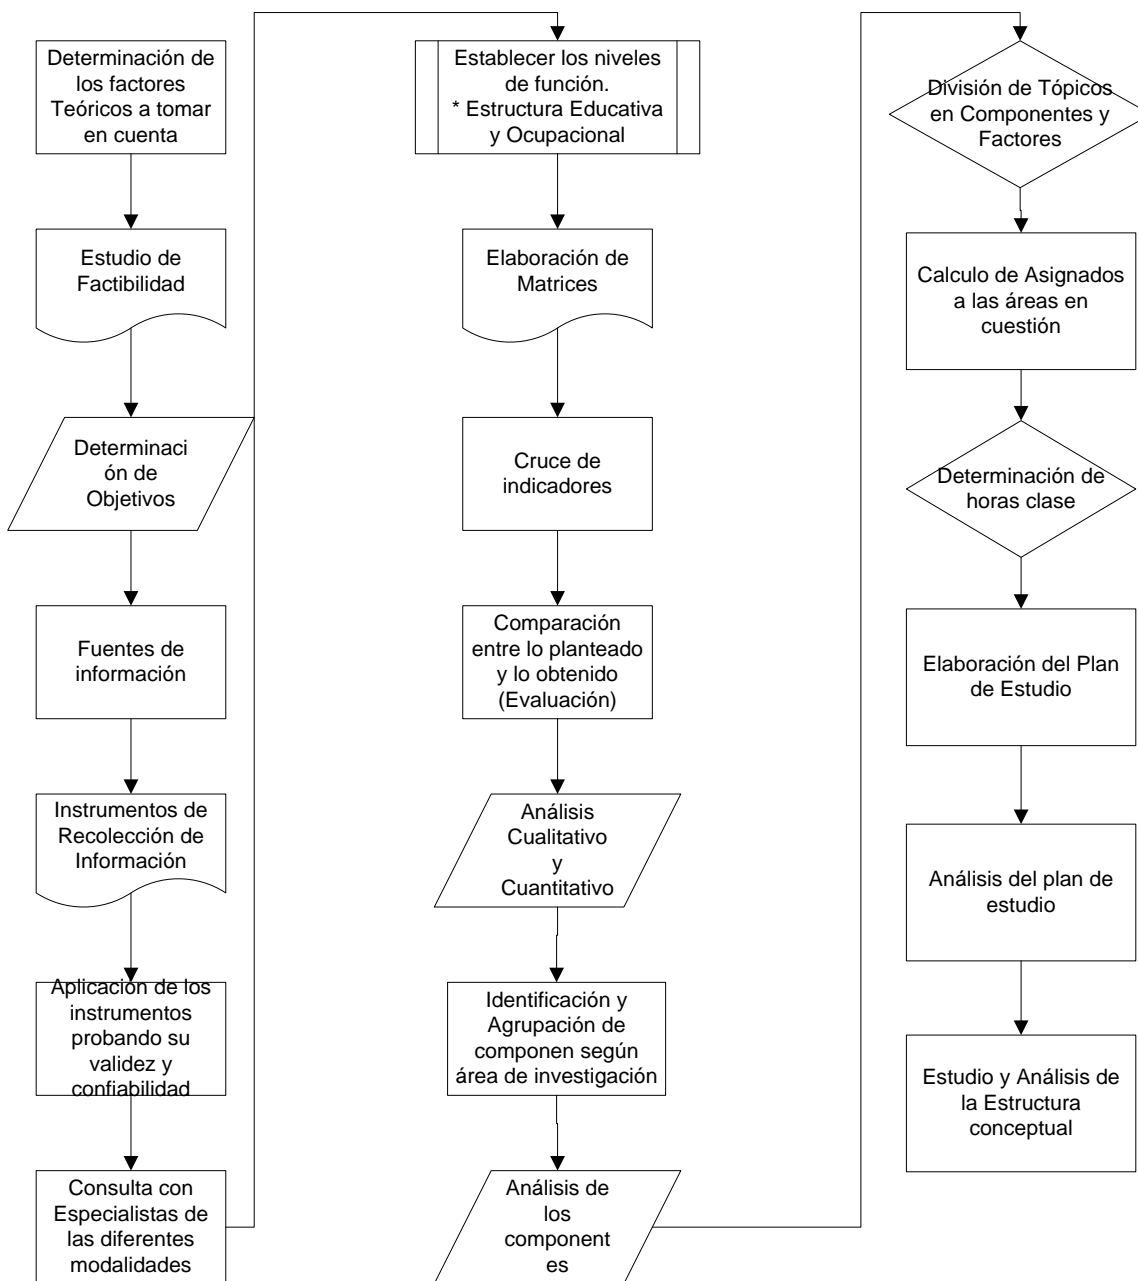 Determinación de
los factores
Teóricos a tomar
en cuenta
Estudio de
Factibilidad
Determinaci
ón de
Objetivos
Fuentes de
información
Instrumentos de
Recolección de
Información
Aplicación de los
instrumentos
probando su
validez y
confiabilidad
Consulta con
Especialistas de
las diferentes
modalidades
Establecer los niveles
de función.
* Estructura Educativa
y Ocupacional
Elaboración de
Matrices
Cruce de
indicadores
Comparación
entre lo planteado
y lo obtenido
(Evaluación)
Análisis
Cualitativo
y
Cuantitativo
Identificación y
Agrupación de
componen según
área de investigación
Análisis de
los
component
es
División de Tópicos
en Componentes y
Factores
Calculo de Asignados
a las áreas en
cuestión
Determinación de
horas clase
Elaboración del Plan
de Estudio
Análisis del plan de
estudio
Estudio y Análisis de
la Estructura
conceptual